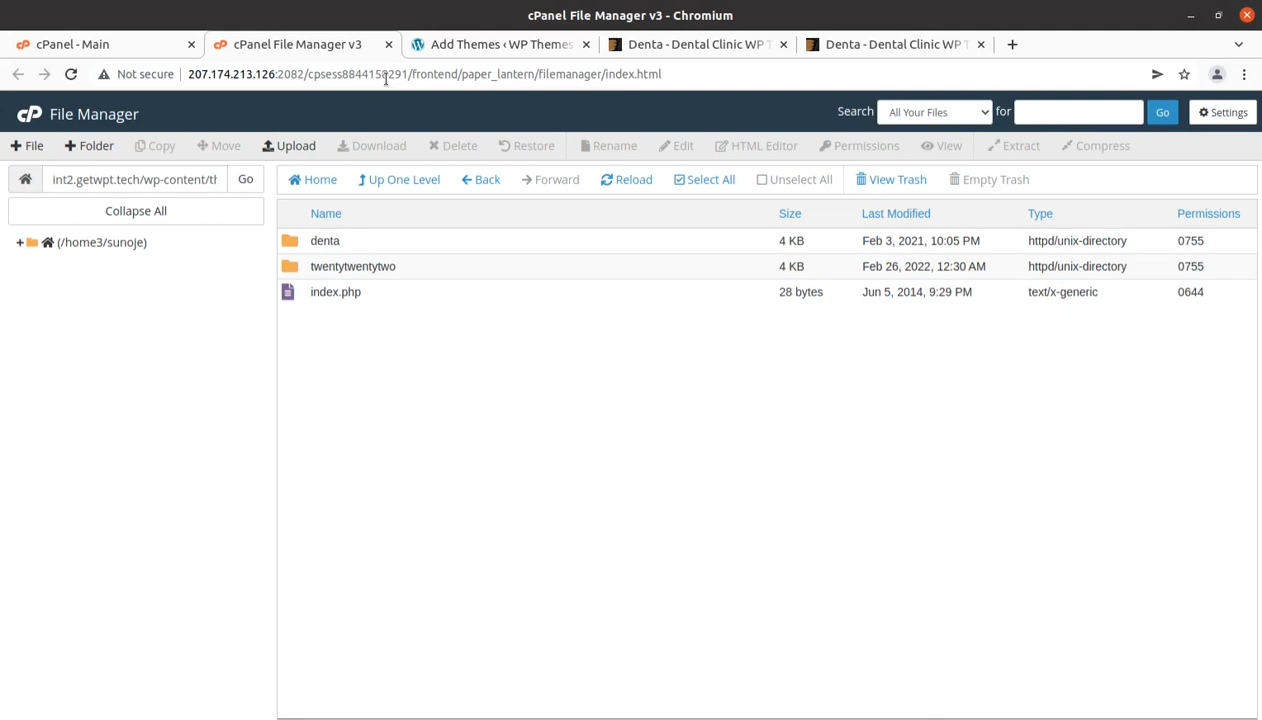 cPanel File Manager v3 - Chromium
cPanel - Main
cPanel File Manager v3
Add Themes ‹ WP Themes
Denta - Dental Clinic WP T
Denta - Dental Clinic WP T
Not secure
207.174.213.126:2082/cpsess8844158291/frontend/paper_lantern/filemanager/index.html
cP File Manager
Search
All Your Files
for
Go
Settings
File
Folder
Copy
Move
Upload
Download
Delete
Restore
Rename
Edit
HTML Editor
Permissions
View
Extract
Compress
int2.getwpt.tech/wp-content/th
Go
Home
Up One Level
Back
Forward
Reload
Select All
Unselect All
View Trash
Empty Trash
Collapse All
(/home3/sunoje)
Name Size Last Modified Type Permissions
denta 4 KB Feb 3, 2021, 10:05 PM httpd/unix-directory 0755
twentytwentytwo 4 KB Feb 26, 2022, 12:30 AM httpd/unix-directory 0755
index.php 28 bytes Jun 5, 2014, 9:29 PM text/x-generic 0644